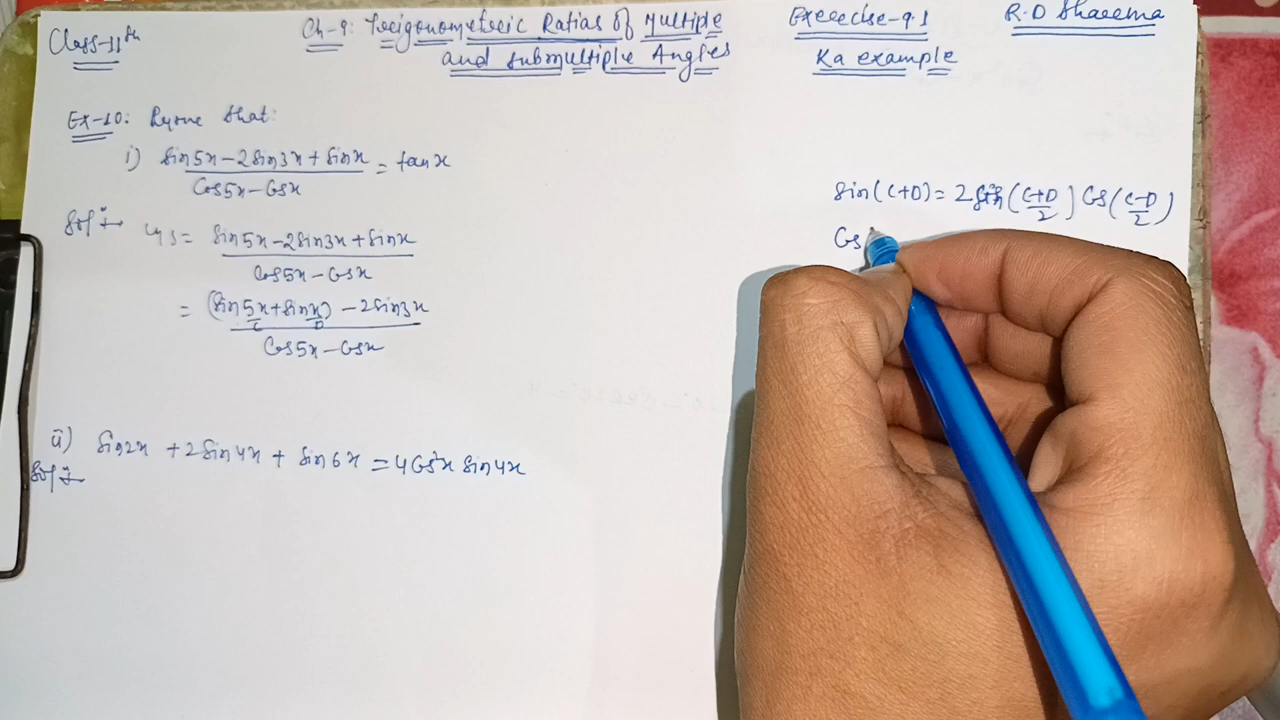 Class-11th
Ch-9: Trigonometric Ratios of Multiple
and submultiple Angles
Exercise-9.1
Ka example
R.D Sharma
Ex-10: Prove that:
i) sin5x-2sin3x+sinx / cos5x-cosx = tanx
Sol:- LHS = sin5x-2sin3x+sinx / cos5x-cosx
= (sin5x+sinx) -2sin3x / cos5x-cosx
C D
ii) sin2x +2sin4x + sin6x =4cos²x sin4x
Sol:-
sin(C+D)=2sin(C+D/2) cos(C-D/2)
Cos